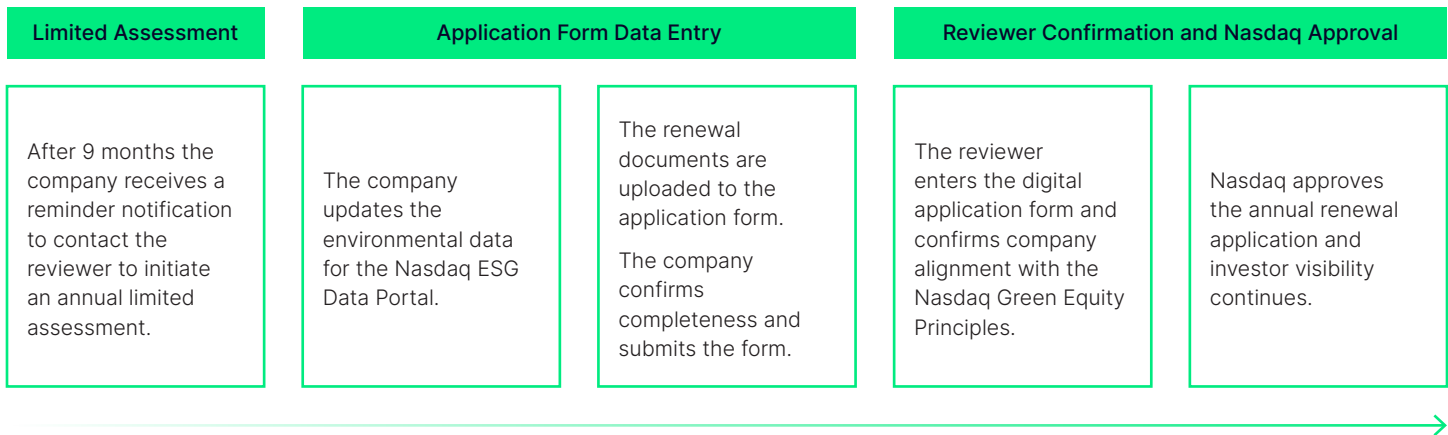 Limited Assessment
Application Form Data Entry
Reviewer Confirmation and Nasdaq Approval
After 9 months the
company receives a
reminder notification
to contact the
reviewer to initiate
an annual limited
assessment.
The company
updates the
environmental data
for the Nasdaq ESG
Data Portal.
The renewal
documents are
uploaded to the
application form.
The company
confirms
completeness and
submits the form.
The reviewer
enters the digital
application form and
confirms company
alignment with the
Nasdaq Green Equity
Principles.
Nasdaq approves
the annual renewal
application and
investor visibility
continues.